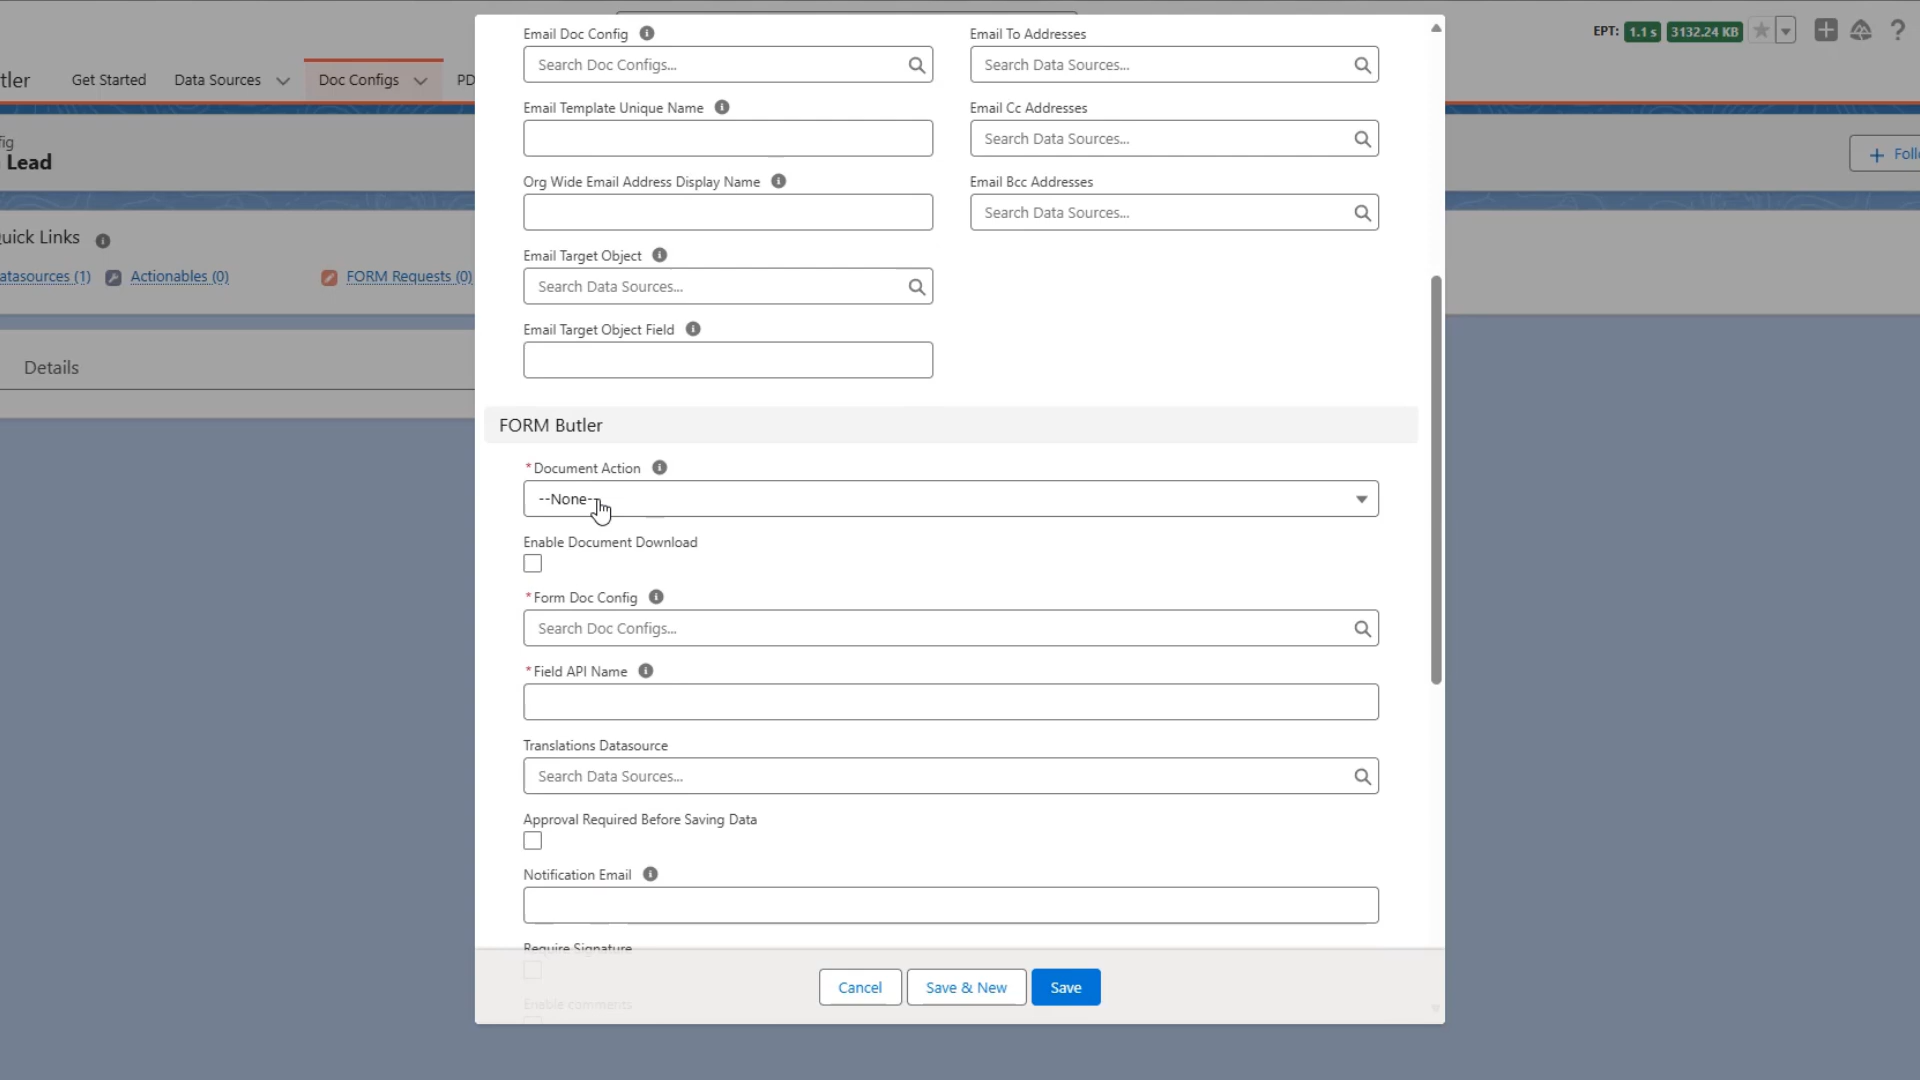 EPT: 1.1 s 3132.24 KB
tler
Get Started
Data Sources
Doc Configs
PD
fig
Lead
Follo
uick Links
atasources (1)
Actionables (0)
FORM Requests (0)
Details
Email Doc Config
Search Doc Configs...
Email To Addresses
Search Data Sources...
Email Template Unique Name
Email Cc Addresses
Search Data Sources...
Org Wide Email Address Display Name
Email Bcc Addresses
Search Data Sources...
Email Target Object
Search Data Sources...
Email Target Object Field
FORM Butler
*Document Action
--None--
Enable Document Download
*Form Doc Config
Search Doc Configs...
*Field API Name
Translations Datasource
Search Data Sources...
Approval Required Before Saving Data
Notification Email
Require Signature
Enable comments
Cancel
Save & New
Save